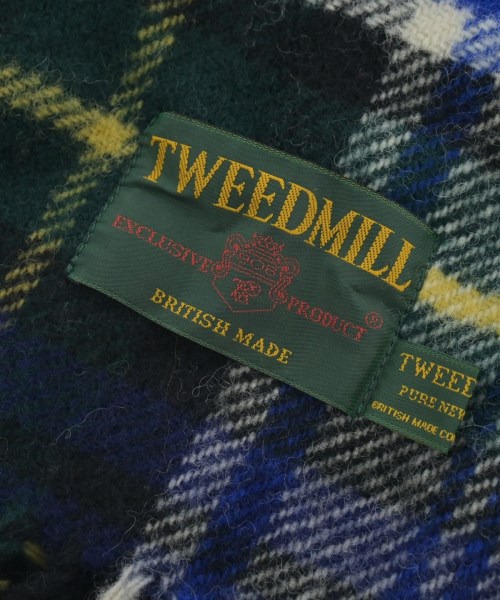 TWEEDMILL
EXCLUSIVE PRODUCT ®
BRITISH MADE
TWEED
PURE NEW
BRITISH MADE CO